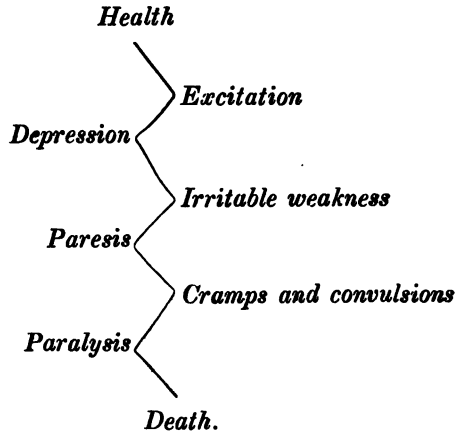 Health
Excitation
Depression
Irritable weakness
Paresis
Cramps and convulsions
Paralysis
Death.